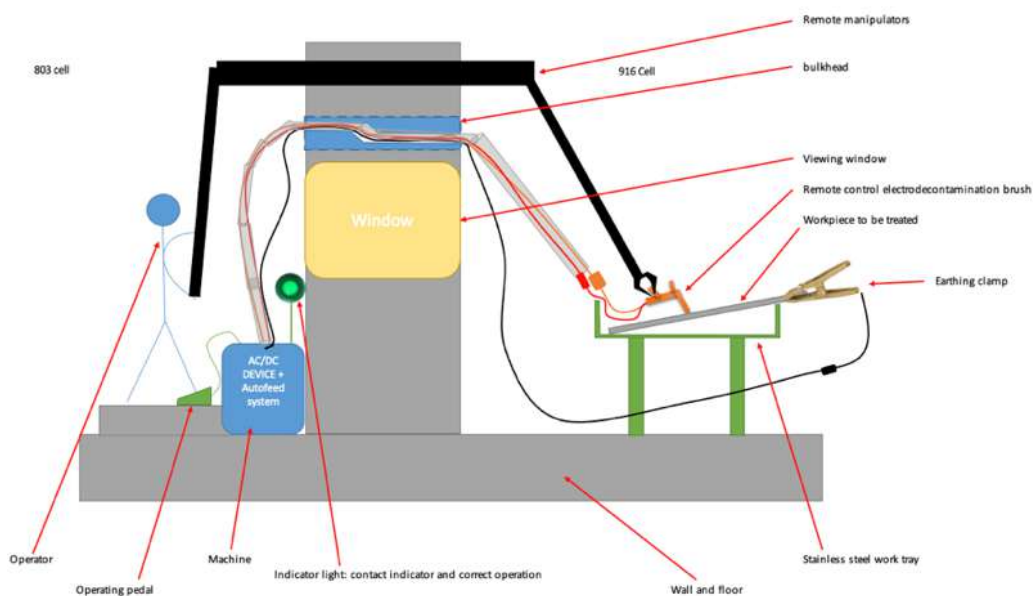 Remote manipulators
803 cell
916 Cell
bulkhead
Viewing window
Remote control electrodecontamination brush
Window
Workpiece to be treated
Earthing clamp
AC/DC
DEVICE +
Autofeed
system
Operator
Machine
Stainless steel work tray
Indicator light: contact indicator and correct operation
Operating pedal
Wall and floor